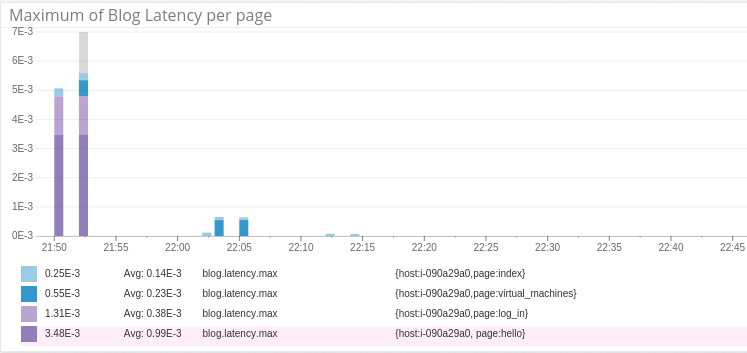 Maximum of Blog Latency per page
7E-3
6E-3
5E-3
4E-3
3E-3
2E-3
1E-3
0E-3
21:50 21:55 22:00 22:05 22:10 22:15 22:20 22:25 22:30 22:35 22:40 22:45
0.25E-3 Avg: 0.14E-3 blog.latency.max {host:i-090a29a0,page:index}
0.55E-3 Avg: 0.23E-3 blog.latency.max {host:i-090a29a0,page:virtual_machines}
1.31E-3 Avg: 0.38E-3 blog.latency.max {host:i-090a29a0,page:log_in}
3.48E-3 Avg: 0.99E-3 blog.latency.max {host:i-090a29a0, page:hello}